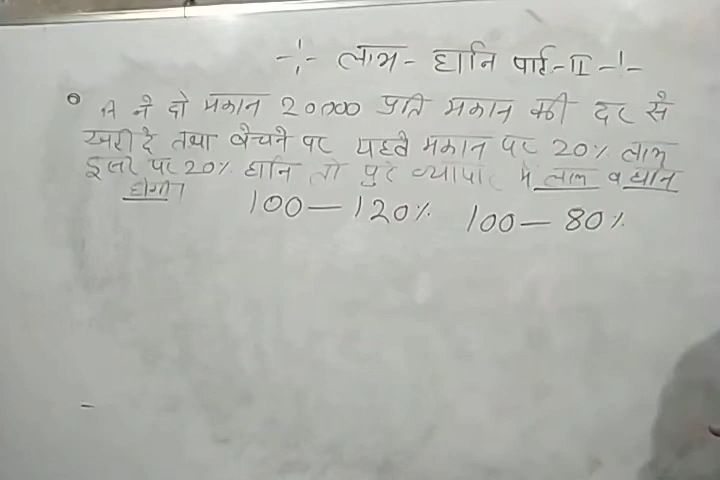 -:- लाभ - हानि पार्ट-II -:-
A ने दो मकान 20000 प्रति मकान की दर से
खरीदे तथा बेचने पर पहले मकान पर 20% लाभ
दूसरे पर 20% हानि तो पुरे व्यापार मे लाभ व हानि
होगी।
100 — 120% 100 — 80%